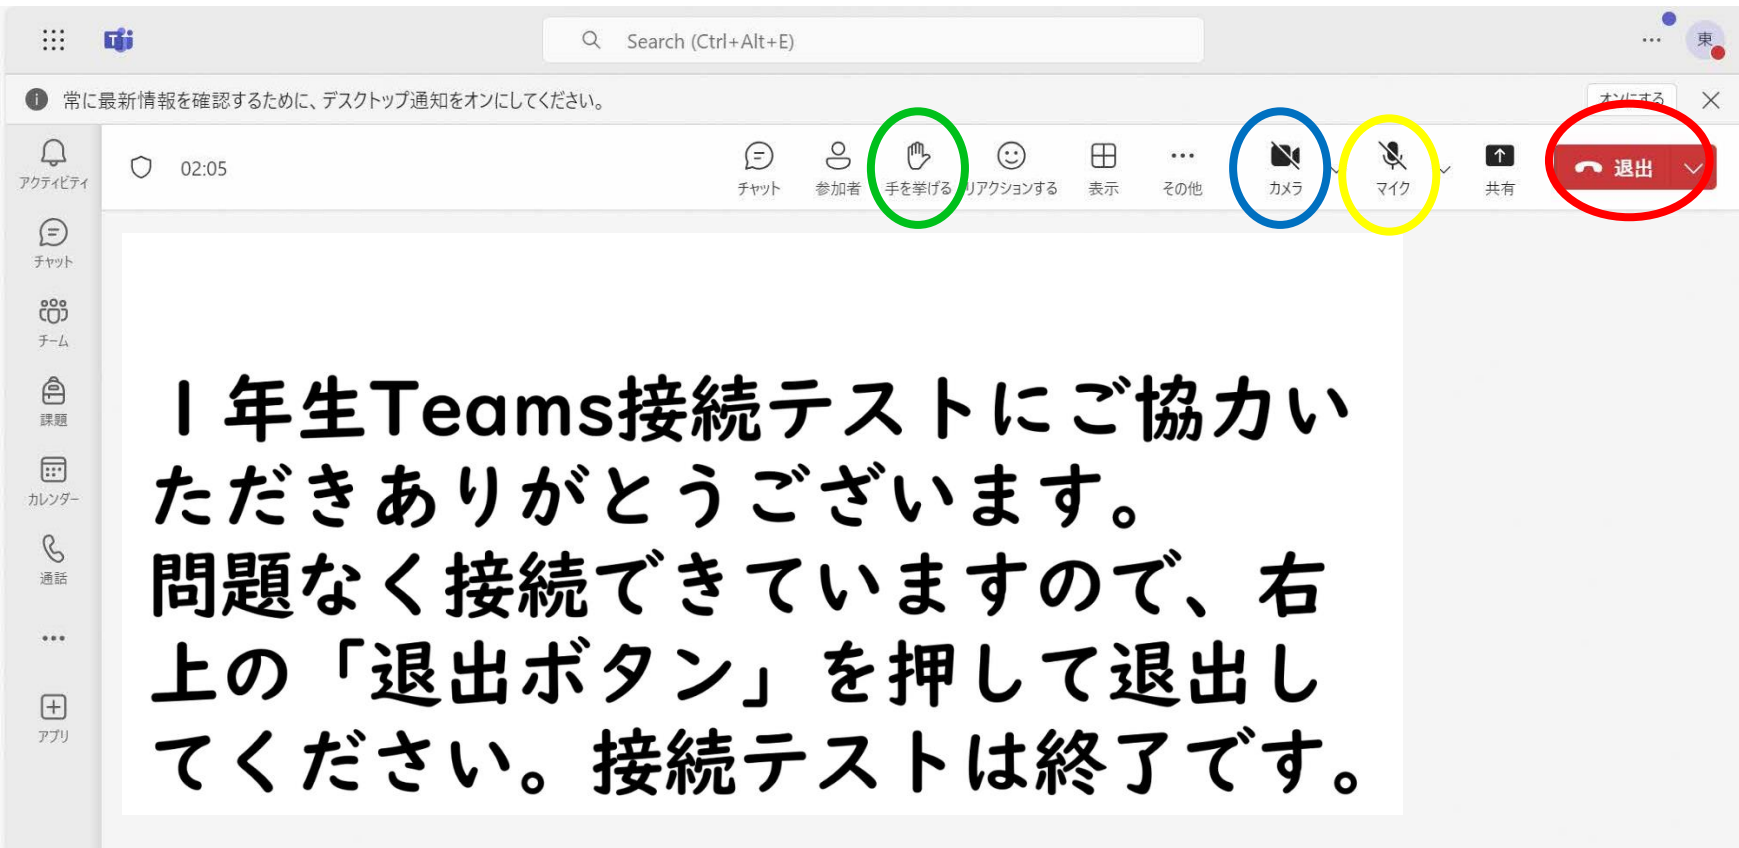 Search (Ctrl+Alt+E)
東
常に最新情報を確認するために、デスクトップ通知をオンにしてください。
オンにする
アクティビティ
02:05
チャット
参加者
手を挙げる
リアクションする
表示
その他
カメラ
マイク
共有
退出
チャット
チーム
課題
カレンダー
通話
アプリ
1年生Teams接続テストにご協力い
ただきありがとうございます。
問題なく接続できていますので、右
上の「退出ボタン」を押して退出し
てください。接続テストは終了です。